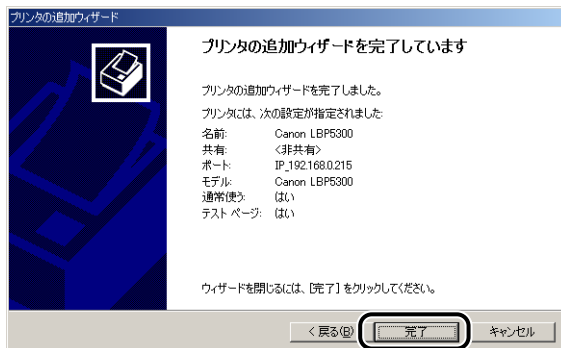 プリンタの追加ウィザード
プリンタの追加ウィザードを完了しています
プリンタの追加ウィザードを完了しました。
プリンタには、次の設定が指定されました:
名前: Canon LBP5300
共有: <非共有>
ポート: IP_192.168.0.215
モデル: Canon LBP5300
通常使う: はい
テスト ページ: はい
ウィザードを閉じるには、[完了] をクリックしてください。
< 戻る(B) 完了 キャンセル